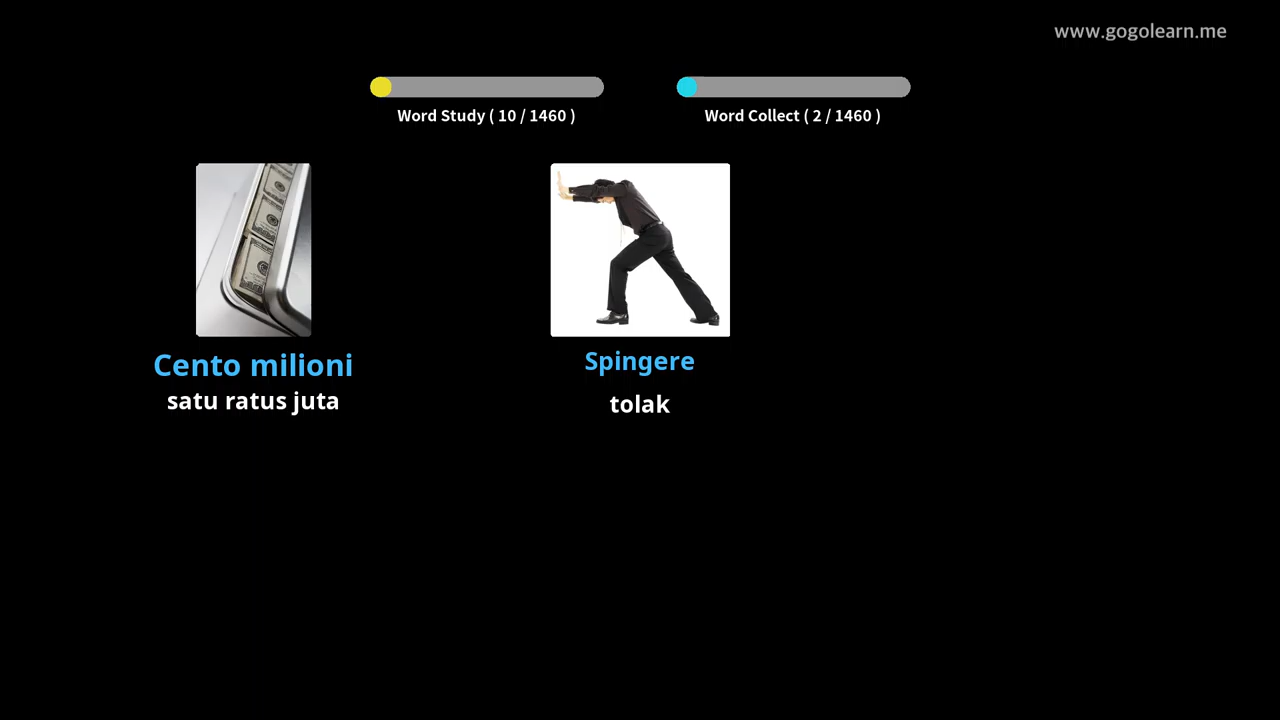 www.gogolearn.me
Word Study ( 10 / 1460 )
Word Collect ( 2 / 1460 )
Cento milioni
satu ratus juta
Spingere
tolak